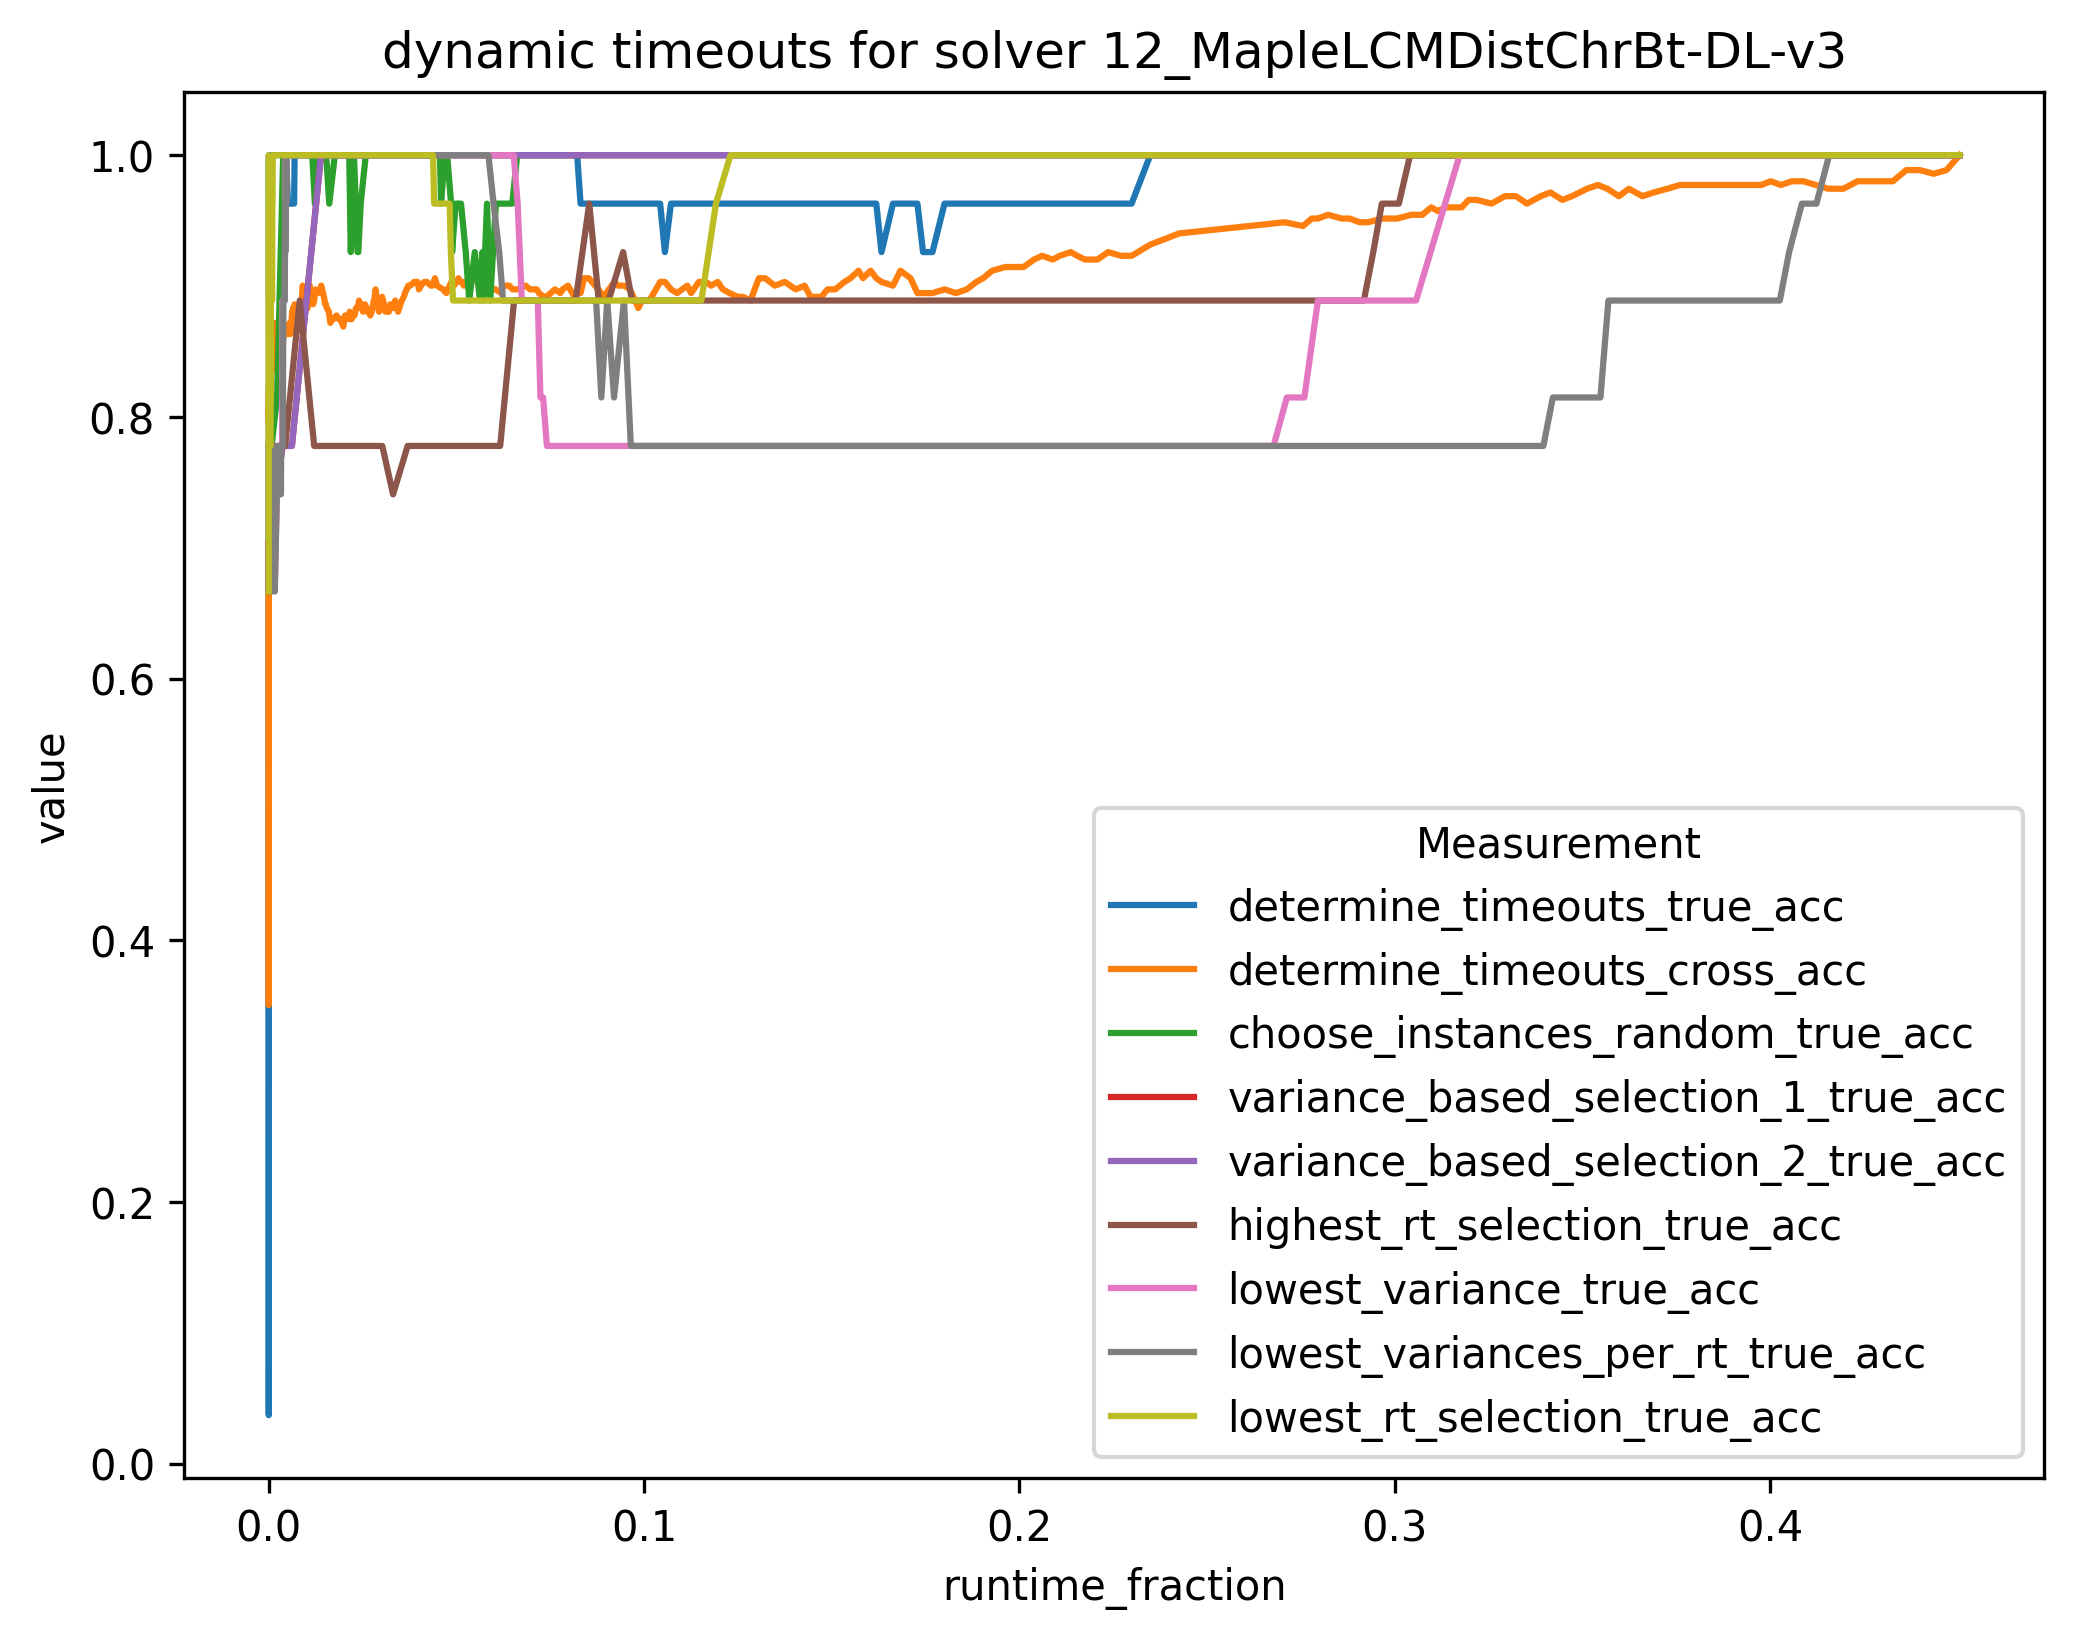 dynamic timeouts for solver 12_MapleLCMDistChrBt-DL-v3
1.0
0.8
0.6
0.4
0.2
0.0
value
0.0 0.1 0.2 0.3 0.4
runtime_fraction
Measurement
determine_timeouts_true_acc
determine_timeouts_cross_acc
choose_instances_random_true_acc
variance_based_selection_1_true_acc
variance_based_selection_2_true_acc
highest_rt_selection_true_acc
lowest_variance_true_acc
lowest_variances_per_rt_true_acc
lowest_rt_selection_true_acc